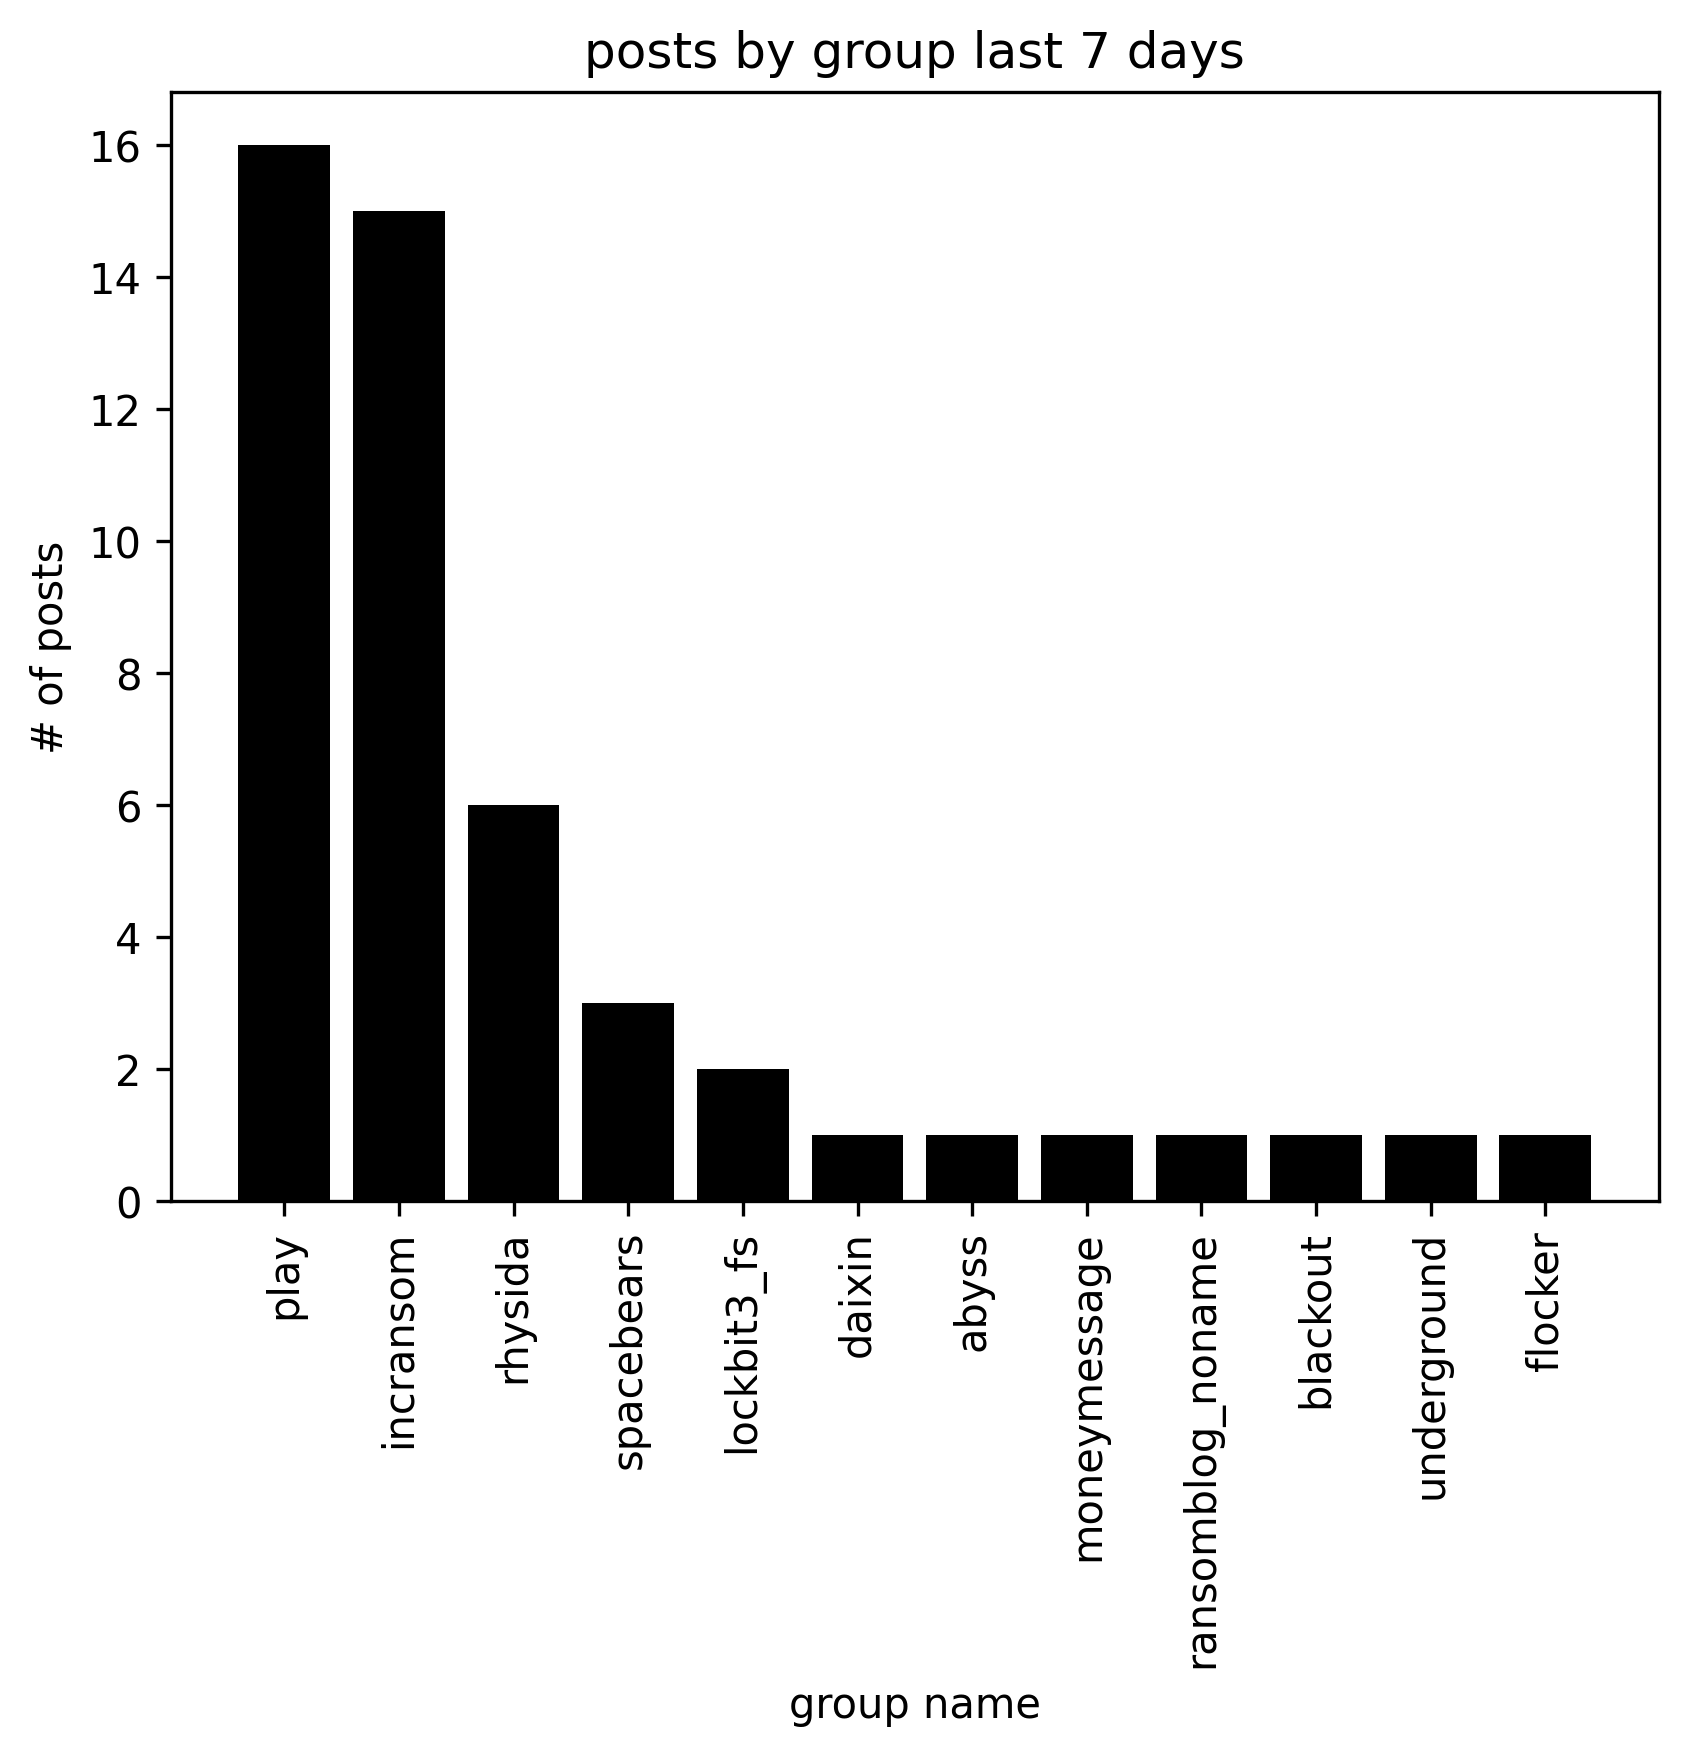 posts by group last 7 days
# of posts
16
14
12
10
8
6
4
2
0
play
incransom
rhysida
spacebears
lockbit3_fs
daixin
abyss
moneymessage
ransomblog_noname
blackout
underground
flocker
group name